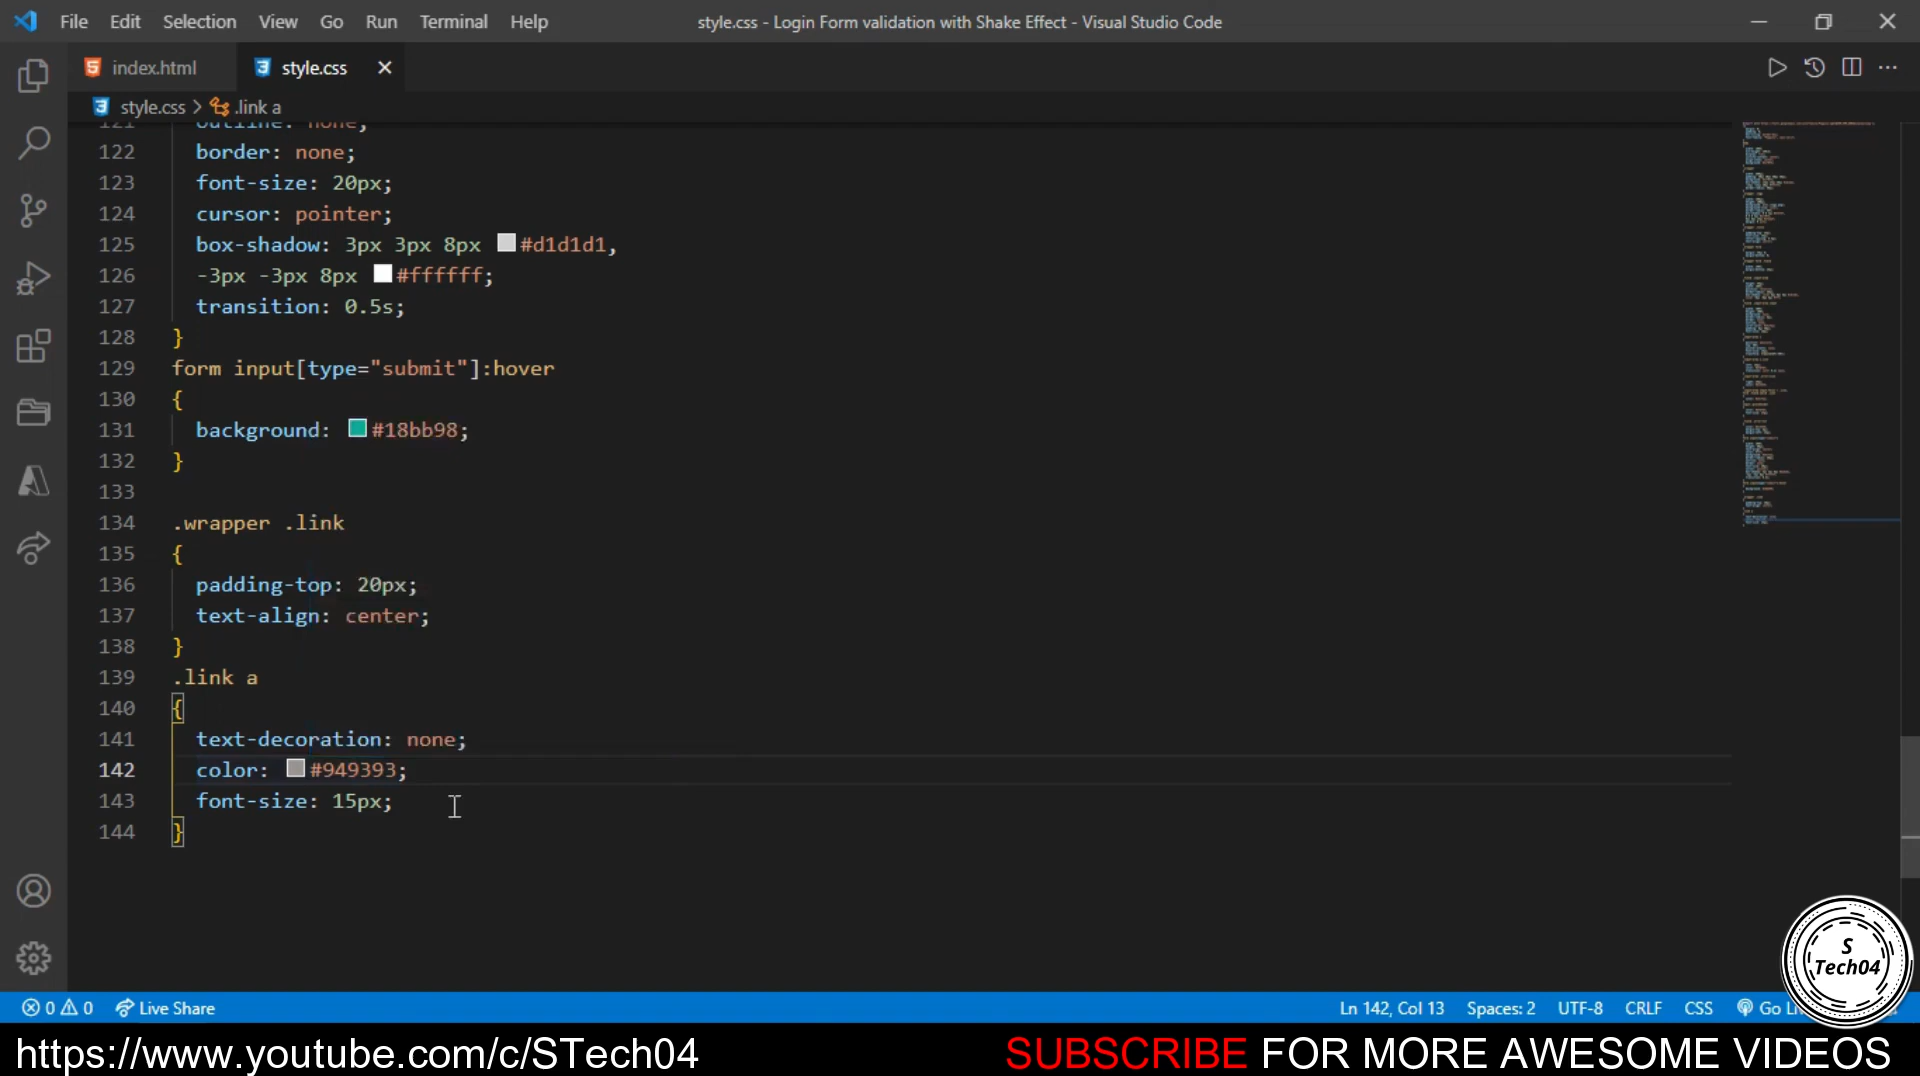 File Edit Selection View Go Run Terminal Help style.css - Login Form validation with Shake Effect - Visual Studio Code
index.html style.css
style.css > .link a
121 outline: none;
122 border: none;
123 font-size: 20px;
124 cursor: pointer;
125 box-shadow: 3px 3px 8px #d1d1d1,
126 -3px -3px 8px #ffffff;
127 transition: 0.5s;
128 }
129 form input[type="submit"]:hover
130 {
131 background: #18bb98;
132 }
133
134 .wrapper .link
135 {
136 padding-top: 20px;
137 text-align: center;
138 }
139 .link a
140 {
141 text-decoration: none;
142 color: #949393;
143 font-size: 15px;
144 }
S
Tech04
0 0 Live Share Ln 142, Col 13 Spaces: 2 UTF-8 CRLF CSS Go
https://www.youtube.com/c/STech04 SUBSCRIBE FOR MORE AWESOME VIDEOS